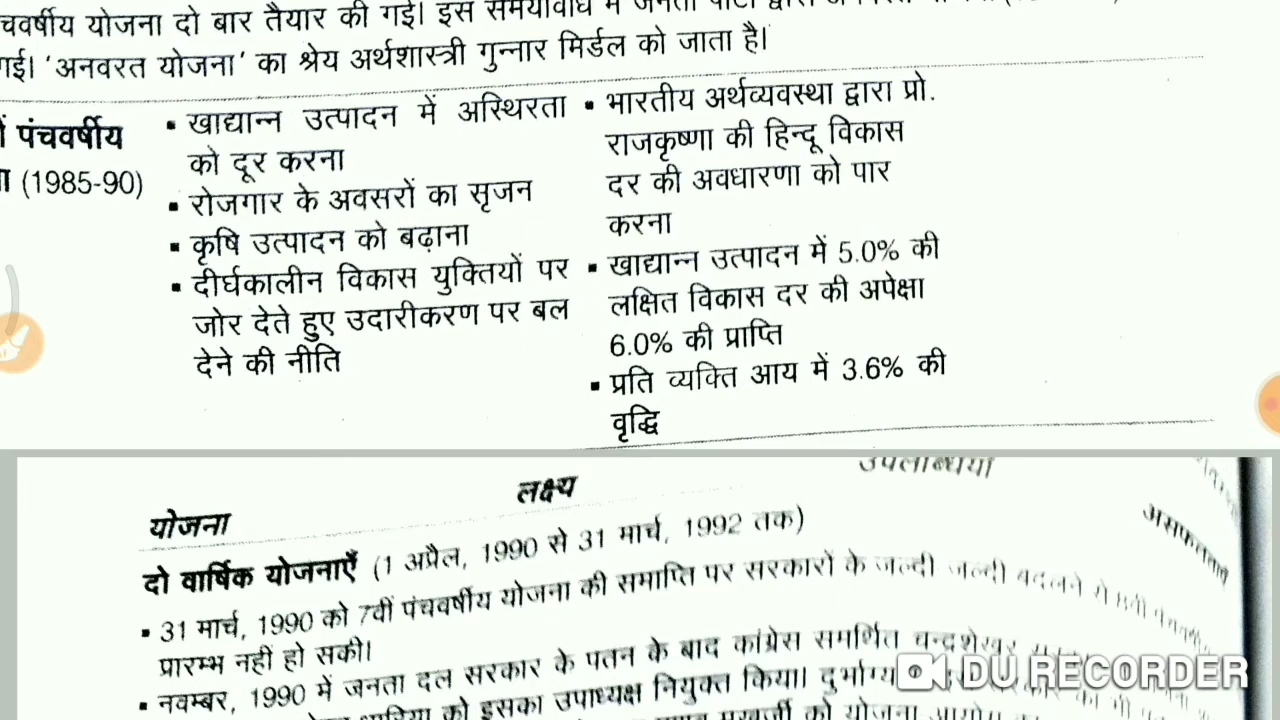 चवर्षीय योजना दो बार तैयार की गई। इस समयावधि में जनता पार्टी द्वारा
गई। 'अनवरत योजना' का श्रेय अर्थशास्त्री गुन्नार मिर्डल को जाता है।
पंचवर्षीय
(1985-90)
▪ खाद्यान्न उत्पादन में अस्थिरता
को दूर करना
▪ रोजगार के अवसरों का सृजन
▪ कृषि उत्पादन को बढ़ाना
▪ दीर्घकालीन विकास युक्तियों पर
जोर देते हुए उदारीकरण पर बल
देने की नीति
▪ भारतीय अर्थव्यवस्था द्वारा प्रो.
राजकृष्णा की हिन्दू विकास
दर की अवधारणा को पार
करना
▪ खाद्यान्न उत्पादन में 5.0% की
लक्षित विकास दर की अपेक्षा
6.0% की प्राप्ति
▪ प्रति व्यक्ति आय में 3.6% की
वृद्धि
योजना लक्ष्य उपलब्धियाँ असफलताएँ
दो वार्षिक योजनाएँ (1 अप्रैल, 1990 से 31 मार्च, 1992 तक)
▪ 31 मार्च, 1990 को 7वीं पंचवर्षीय योजना की समाप्ति पर सरकारों के जल्दी जल्दी बदलने से
प्रारम्भ नहीं हो सकी।
▪ नवम्बर, 1990 में जनता दल सरकार के पतन के बाद कांग्रेस समर्थित चन्द्रशेखर
को इसका उपाध्यक्ष नियुक्त किया।
मुखर्जी को योजना आयोग
DU RECORDER